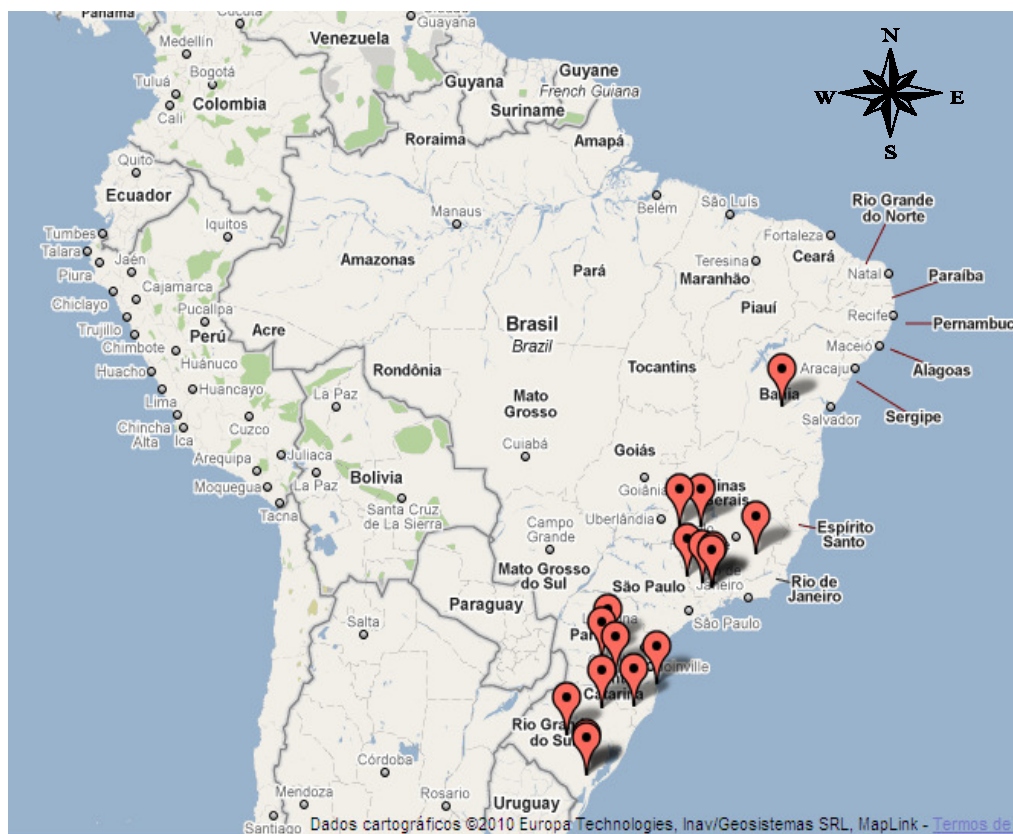 Panamá
Cúcuta
Guayana
Venezuela
N
Medellín
Bogotá
Guyana
Guyane
French Guiana
Tuluá
Colombia
Suriname
W
E
Cali
Roraima
Amapá
S
Quito
Ecuador
Belém
São Luís
Rio Grande
do Norte
Manaus
Iquitos
Tumbes
Fortaleza
Talara
Jaén
Amazonas
Pará
Teresina
Ceará
Piura
Maranhão
Natal
Paraíba
Cajamarca
Chiclayo
Pucallpa
Piauí
Recife
Trujillo
Perú
Acre
Brasil
Brazil
Pernambuc
Chimbote
Maceió
Huánuco
Rondônia
Tocantins
Aracaju
Alagoas
Huacho
Huancayo
La Paz
Mato
Grosso
Bahia
Lima
Sergipe
Chincha
Alta
Ica
Cuzco
Salvador
Cuiabá
Goiás
Arequipa
Juliaca
La Paz
Bolivia
Moquegua
Goiânia
Minas
Gerais
Santa Cruz
de La Sierra
Tacna
Uberlândia
Campo
Grande
Espírito
Santo
Mato Grosso
do Sul
São Paulo
Rio de
Janeiro
Janeiro
Paraguay
São Paulo
Salta
Joinville
Catarina
Rio Grande
do Sul
Córdoba
Mendoza
Rosario
Uruguay
Santiago
Dados cartográficos ©2010 Europa Technologies, Inav/Geosistemas SRL, MapLink - Termos de